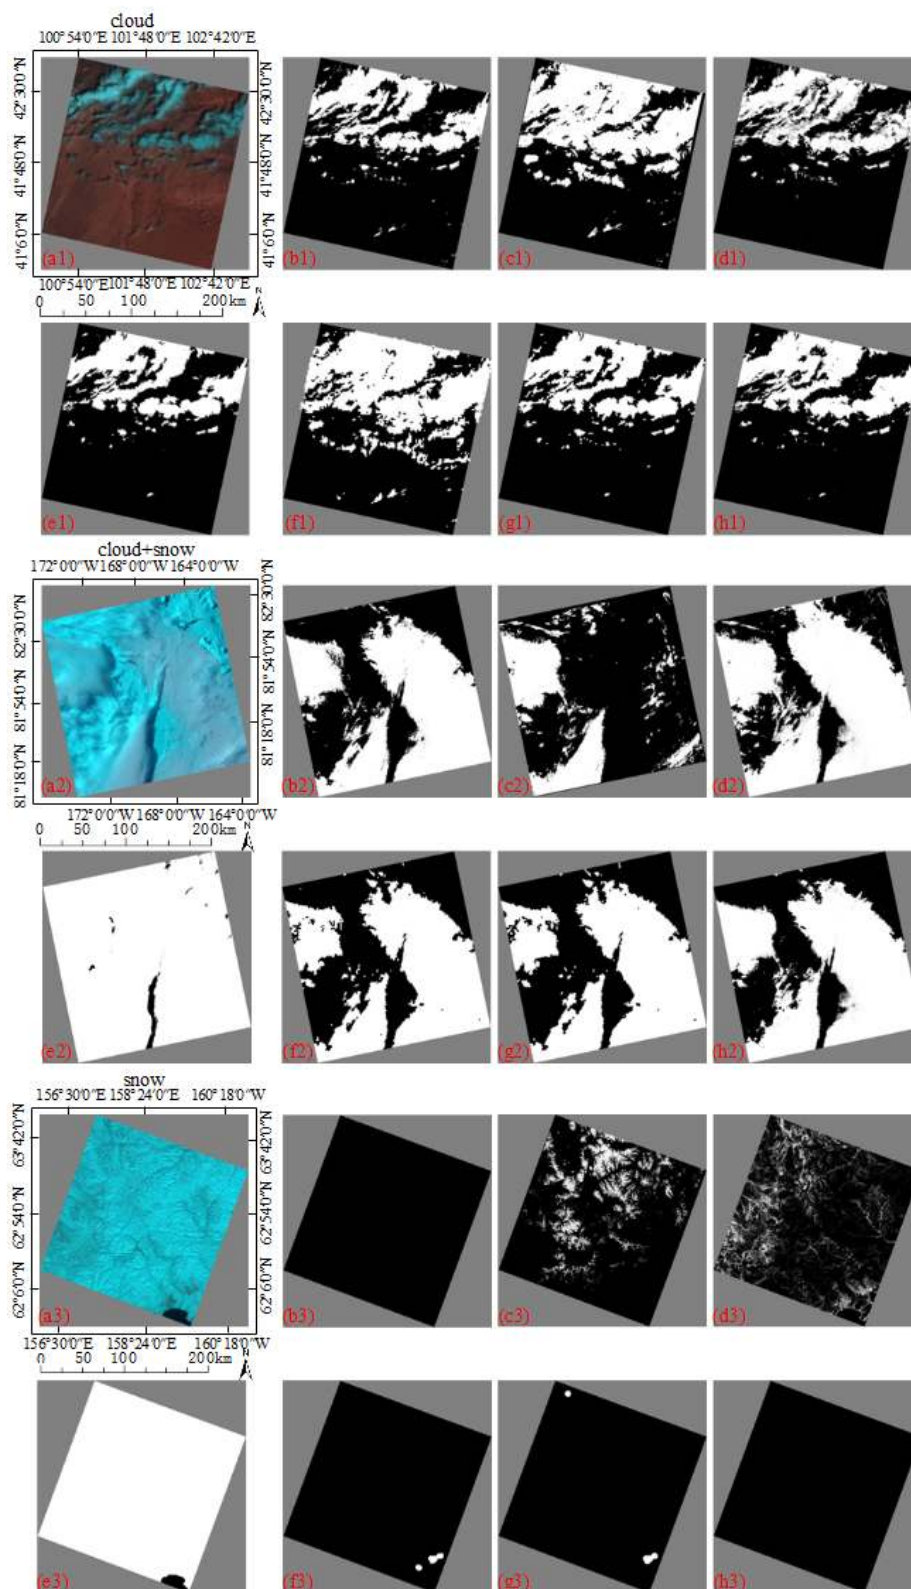 cloud
100°54′0″E 101°48′0″E 102°42′0″E
42°30′0″N
41°48′0″N
41°6′0″N
42°30′0″N
41°48′0″N
41°6′0″N
(a1)
(b1)
(c1)
(d1)
100°54′0″E 101°48′0″E 102°42′0″E
0 50 100 200 km
N
(e1)
(f1)
(g1)
(h1)
cloud+snow
172°0′0″W 168°0′0″W 164°0′0″W
82°30′0″N
81°54′0″N
81°18′0″N
82°30′0″N
81°54′0″N
81°18′0″N
(a2)
(b2)
(c2)
(d2)
172°0′0″W 168°0′0″W 164°0′0″W
0 50 100 200km
N
(e2)
(f2)
(g2)
(h2)
snow
156°30′0″E 158°24′0″E 160°18′0″W
63°42′0″N
62°54′0″N
62°6′0″N
63°42′0″N
62°54′0″N
62°6′0″N
(a3)
(b3)
(c3)
(d3)
156°30′0″E 158°24′0″E 160°18′0″W
0 50 100 200 km
N
(e3)
(f3)
(g3)
(h3)